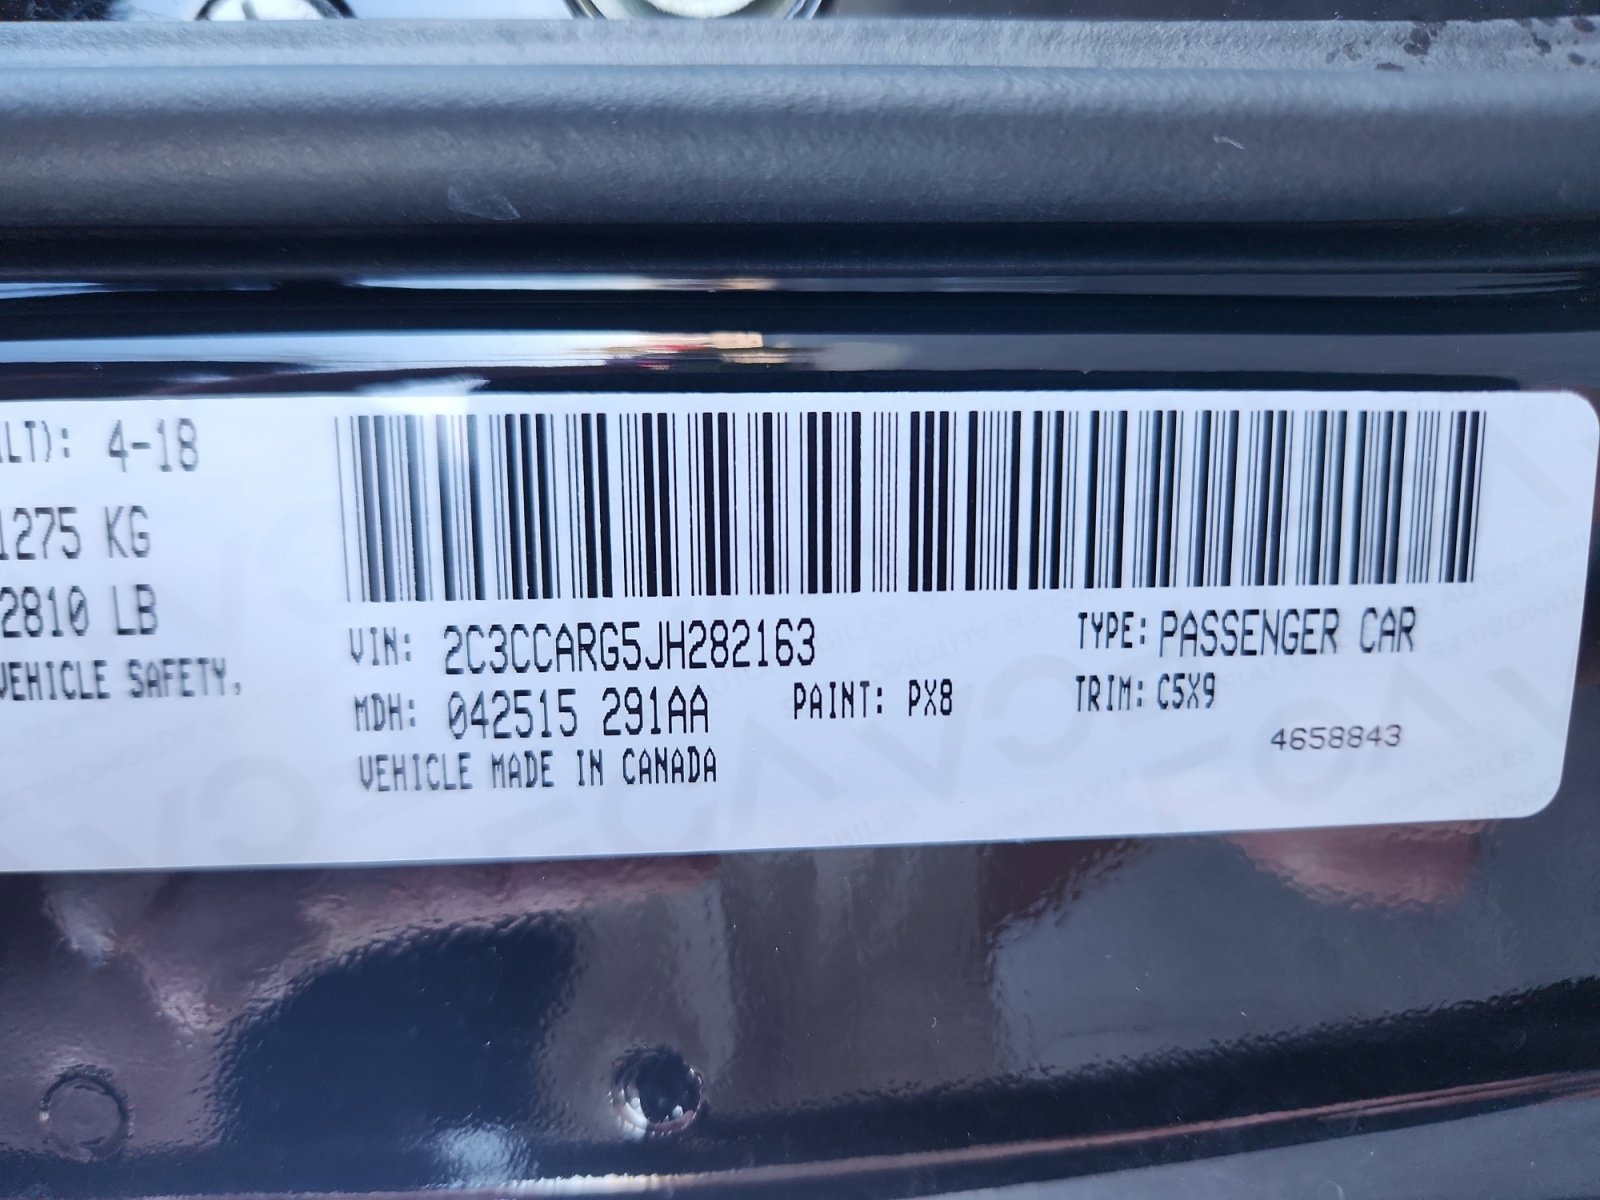 LT): 4-18
1275 KG
2810 LB
VEHICLE SAFETY,
VIN: 2C3CCARG5JH282163
TYPE: PASSENGER CAR
MDH: 042515 291AA
PAINT: PX8
TRIM: C5X9
VEHICLE MADE IN CANADA
4658843